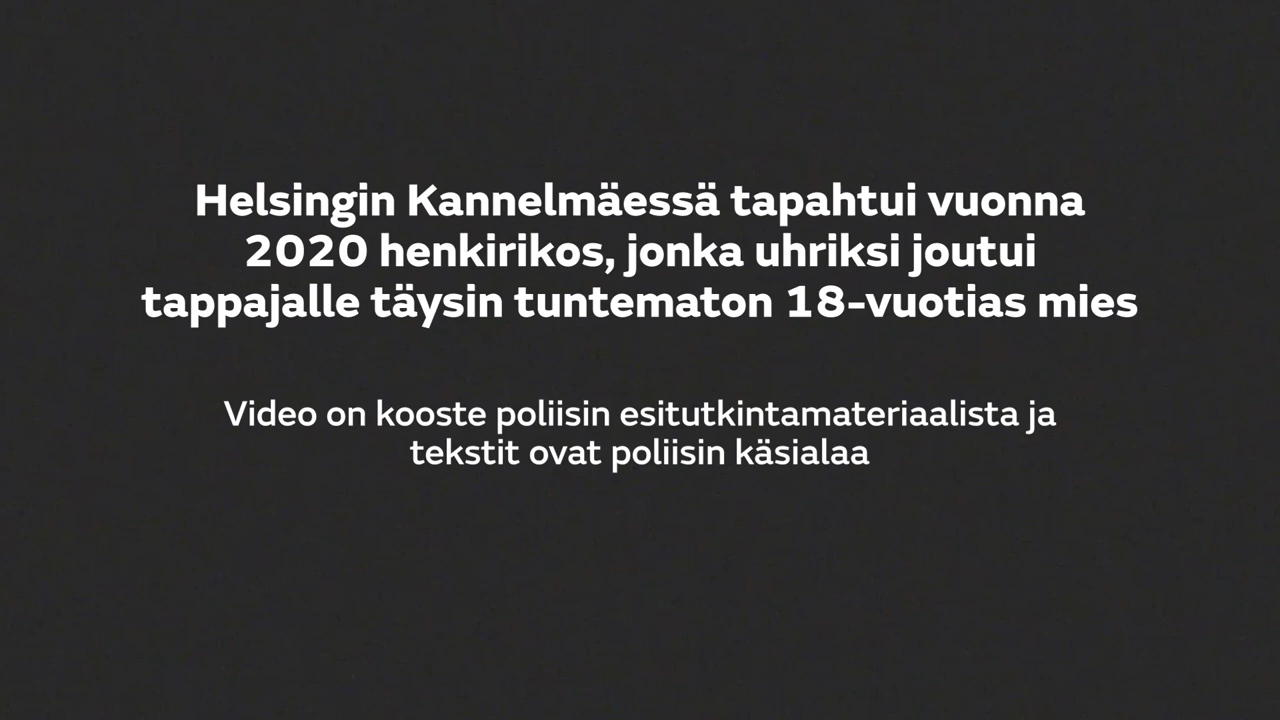 Helsingin Kannelmäessä tapahtui vuonna
2020 henkirikos, jonka uhriksi joutui
tappajalle täysin tuntematon 18-vuotias mies
Video on kooste poliisin esitutkintamateriaalista ja
tekstit ovat poliisin käsialaa